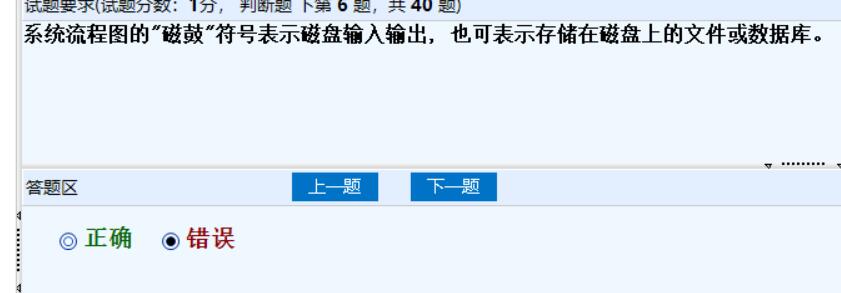 试题要求(试题分数：1分， 判断题 下第 6 题，共 40 题)
系统流程图的"磁鼓"符号表示磁盘输入输出，也可表示存储在磁盘上的文件或数据库。
答题区 上一题 下一题
正确 错误